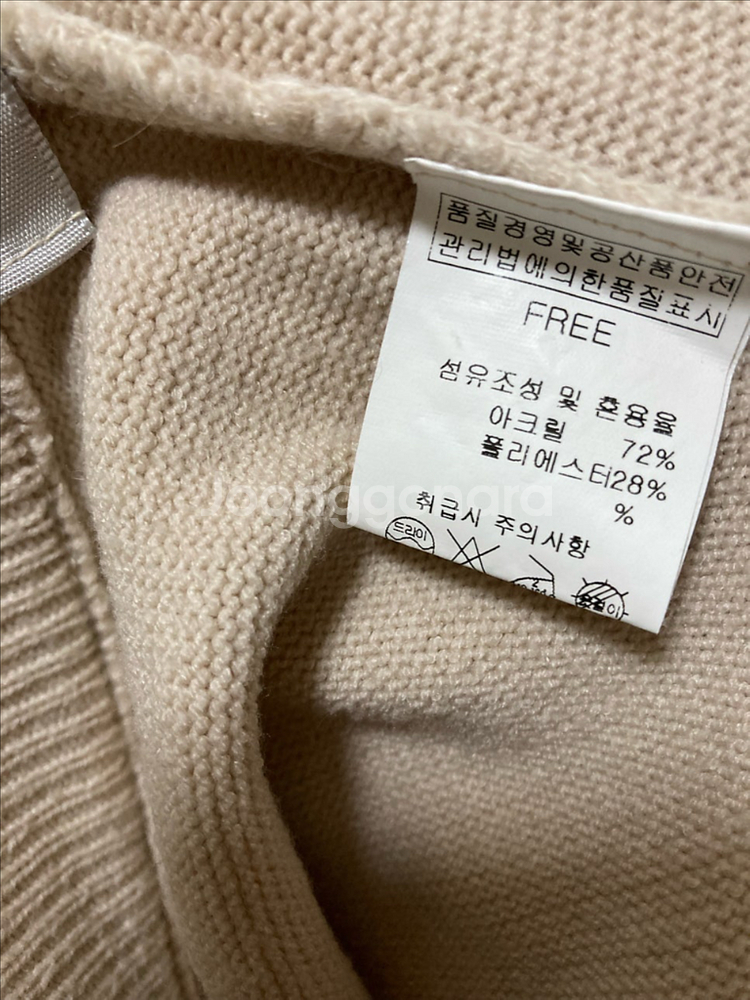 품질경영및공산품안전
관리법에의한품질표시
FREE
섬유조성 및 혼용율
아크릴 72%
폴리에스터28%
%
취급시 주의사항
드라이
joonggonara